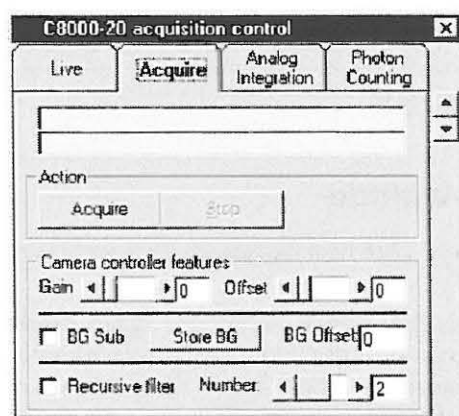 C8000-20 acquisition control
Live
Acquire
Analog Integration
Photon Counting
Action
Acquire Stop
Camera controller features
Gain 0 Offset 0
BG Sub Store BG BG Offset 0
Recursive filter Number: 2